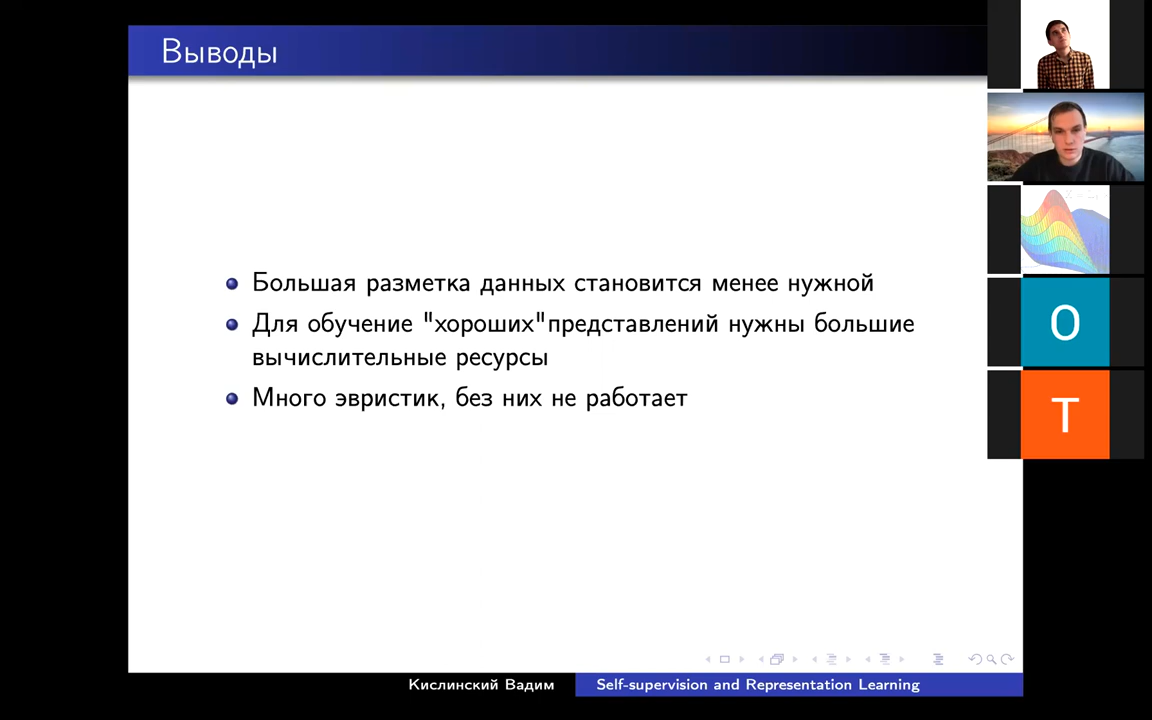 Выводы
Большая разметка данных становится менее нужной
Для обучение "хороших"представлений нужны большие
вычислительные ресурсы
Много эвристик, без них не работает
O
T
Кислинский Вадим
Self-supervision and Representation Learning